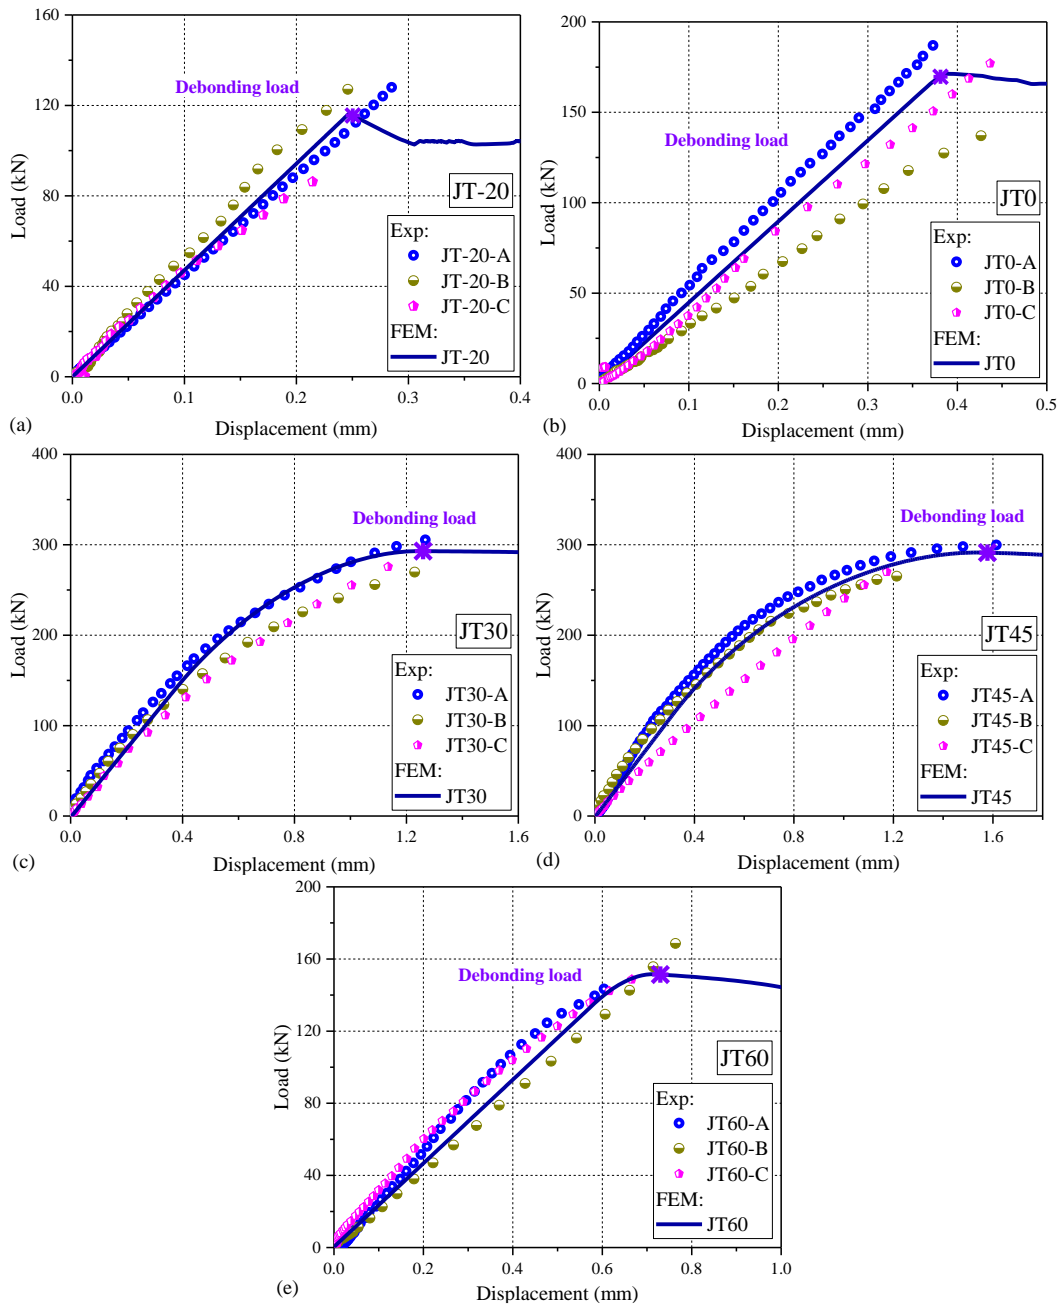 160
120
80
40
0
Load (kN)
Debonding load
JT-20
Exp:
JT-20-A
JT-20-B
JT-20-C
FEM:
JT-20
0.0 0.1 0.2 0.3 0.4
Displacement (mm)
(a)
200
150
100
50
0
Load (kN)
Debonding load
JT0
Exp:
JT0-A
JT0-B
JT0-C
FEM:
JT0
0.0 0.1 0.2 0.3 0.4 0.5
Displacement (mm)
(b)
400
300
200
100
0
Load (kN)
Debonding load
JT30
Exp:
JT30-A
JT30-B
JT30-C
FEM:
JT30
0.0 0.4 0.8 1.2 1.6
Displacement (mm)
(c)
400
300
200
100
0
Load (kN)
Debonding load
JT45
Exp:
JT45-A
JT45-B
JT45-C
FEM:
JT45
0.0 0.4 0.8 1.2 1.6
Displacement (mm)
(d)
200
160
120
80
40
0
Load (kN)
Debonding load
JT60
Exp:
JT60-A
JT60-B
JT60-C
FEM:
JT60
0.0 0.2 0.4 0.6 0.8 1.0
Displacement (mm)
(e)